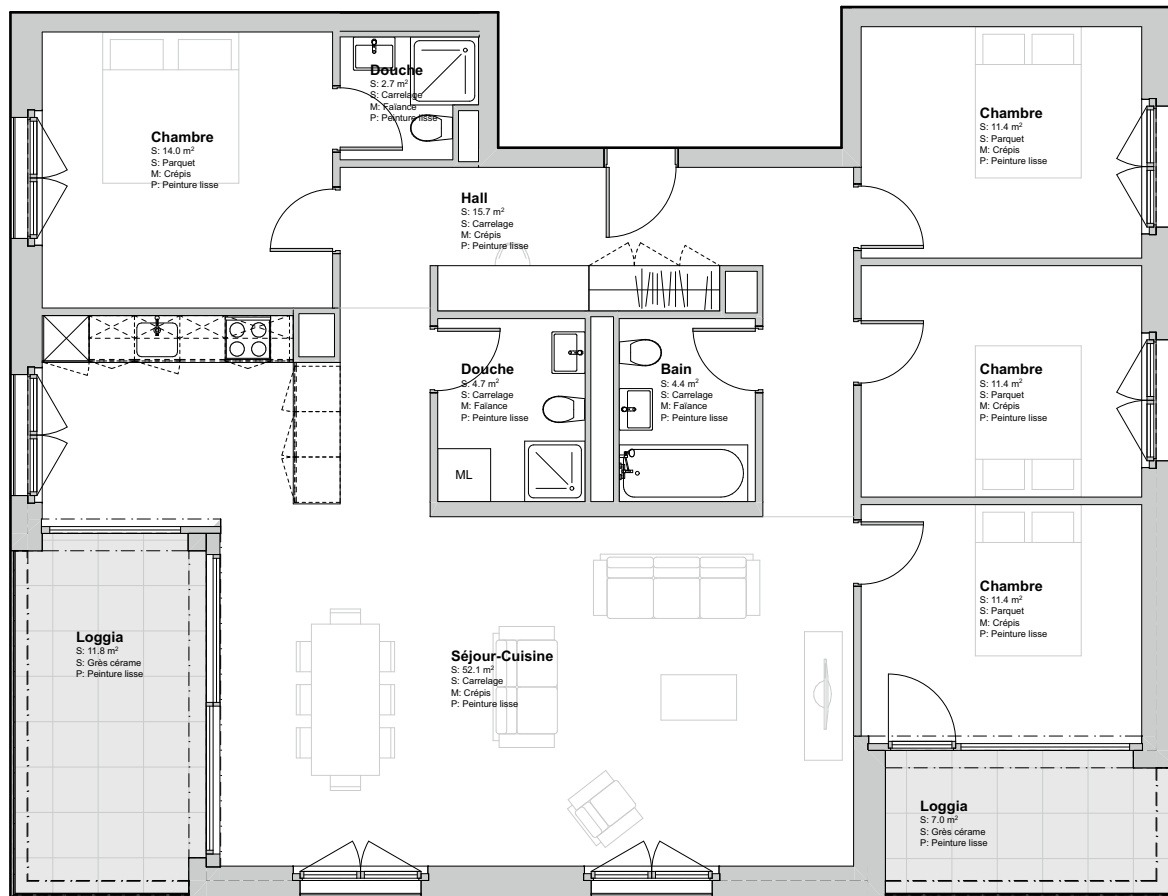 Douche
S: 2.7 m²
S: Carrelage
M: Faïance
P: Peinture lisse
Chambre
S: 14.0 m²
S: Parquet
M: Crépis
P: Peinture lisse
Chambre
S: 11.4 m²
S: Parquet
M: Crépis
P: Peinture lisse
Hall
S: 15.7 m²
S: Carrelage
M: Crépis
P: Peinture lisse
Douche
S: 4.7 m²
S: Carrelage
M: Faïance
P: Peinture lisse
ML
Bain
S: 4.4 m²
S: Carrelage
M: Faïance
P: Peinture lisse
Chambre
S: 11.4 m²
S: Parquet
M: Crépis
P: Peinture lisse
Chambre
S: 11.4 m²
S: Parquet
M: Crépis
P: Peinture lisse
Loggia
S: 11.8 m²
S: Grès cérame
P: Peinture lisse
Séjour-Cuisine
S: 52.1 m²
S: Carrelage
M: Crépis
P: Peinture lisse
Loggia
S: 7.0 m²
S: Grès cérame
P: Peinture lisse